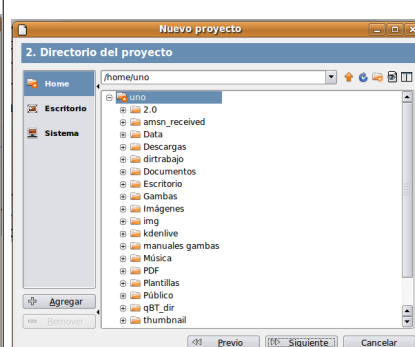 Nuevo proyecto
2. Directorio del proyecto
Home
Escritorio
Sistema
/home/uno
uno
2.0
amsn_received
Data
Descargas
dirtrabajo
Documentos
Escritorio
Gambas
Imágenes
img
kdenlive
manuales gambas
Música
PDF
Plantillas
Público
qBT_dir
thumbnail
Agregar
Remover
Previo
Siguiente
Cancelar